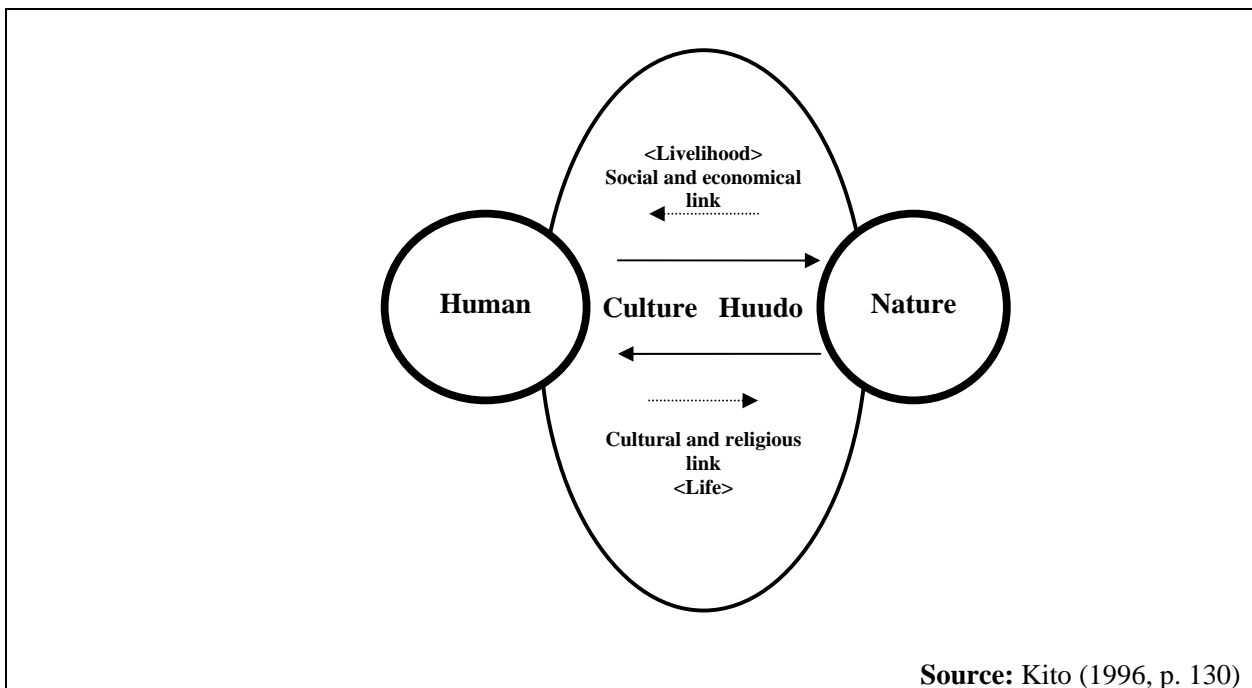 <Livelihood>
Social and economical
link
Human
Culture Huudo
Nature
Cultural and religious
link
<Life>
Source: Kito (1996, p. 130)